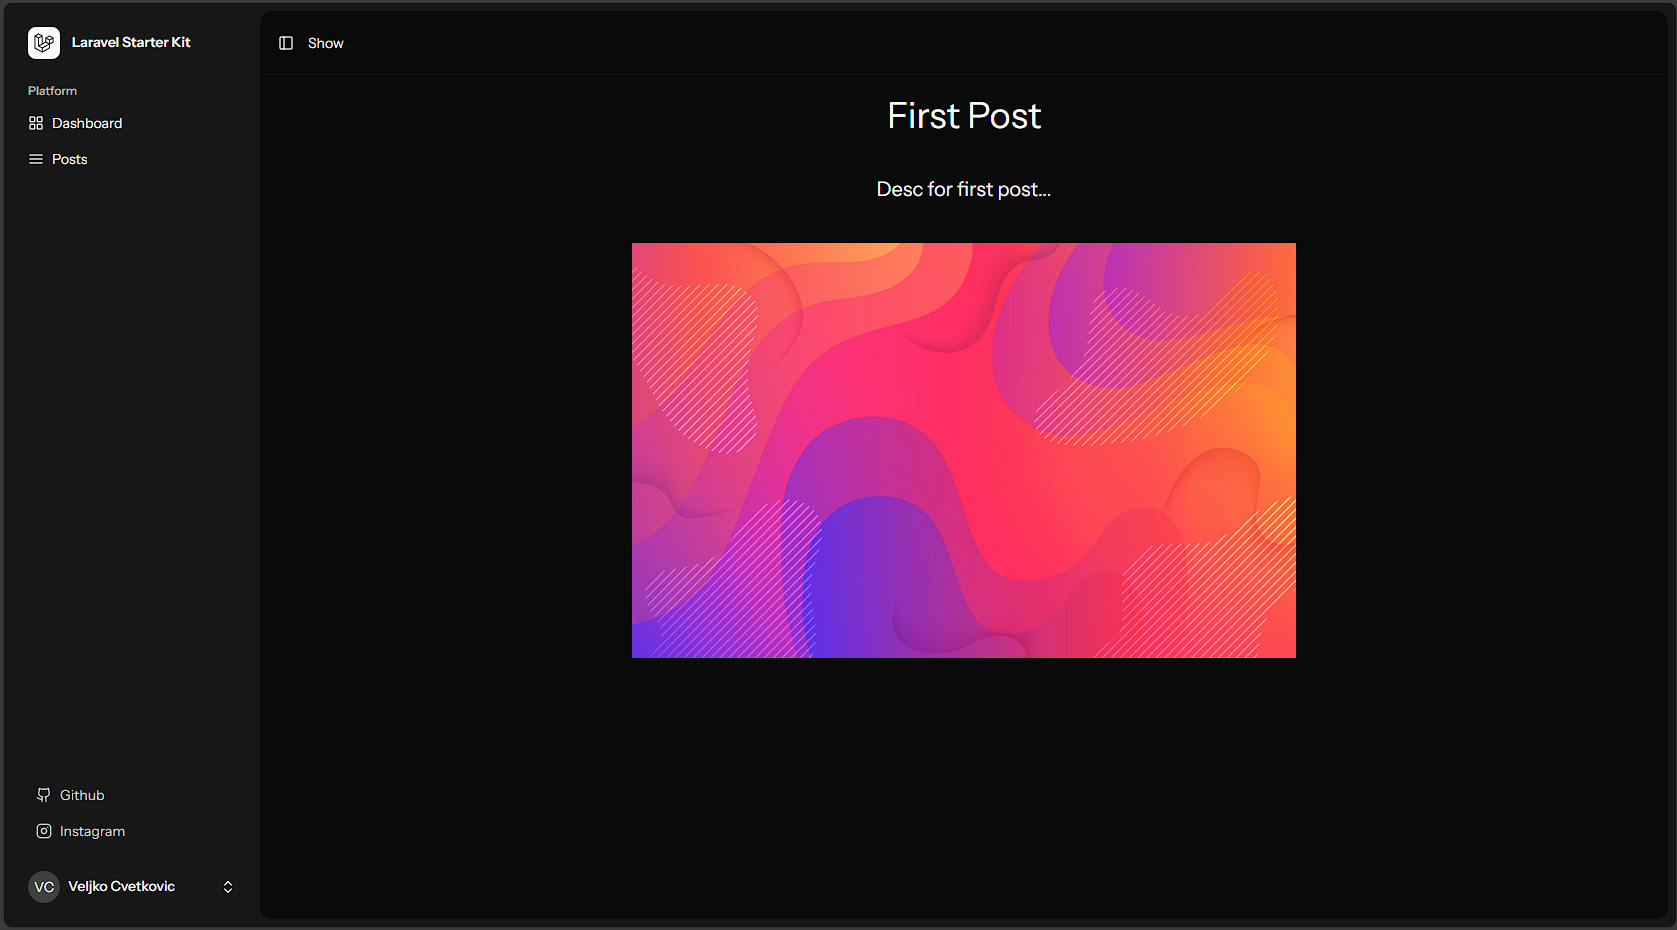 Laravel Starter Kit
Platform
Dashboard
Posts
Github
Instagram
VC Veljko Cvetkovic
Show
First Post
Desc for first post...